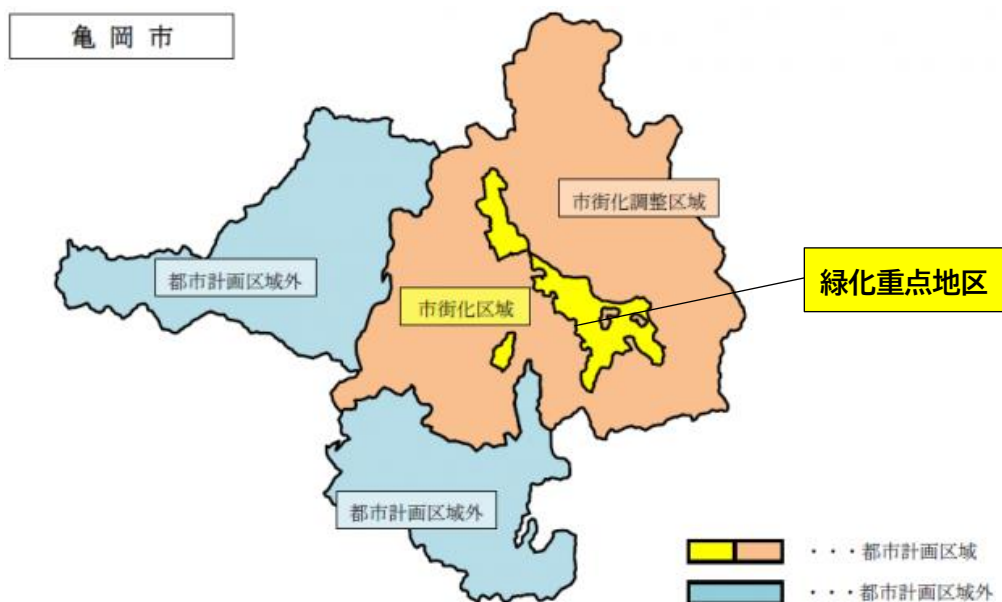 亀岡市
市街化調整区域
都市計画区域外
緑化重点地区
市街化区域
都市計画区域外
・・・都市計画区域
・・・都市計画区域外